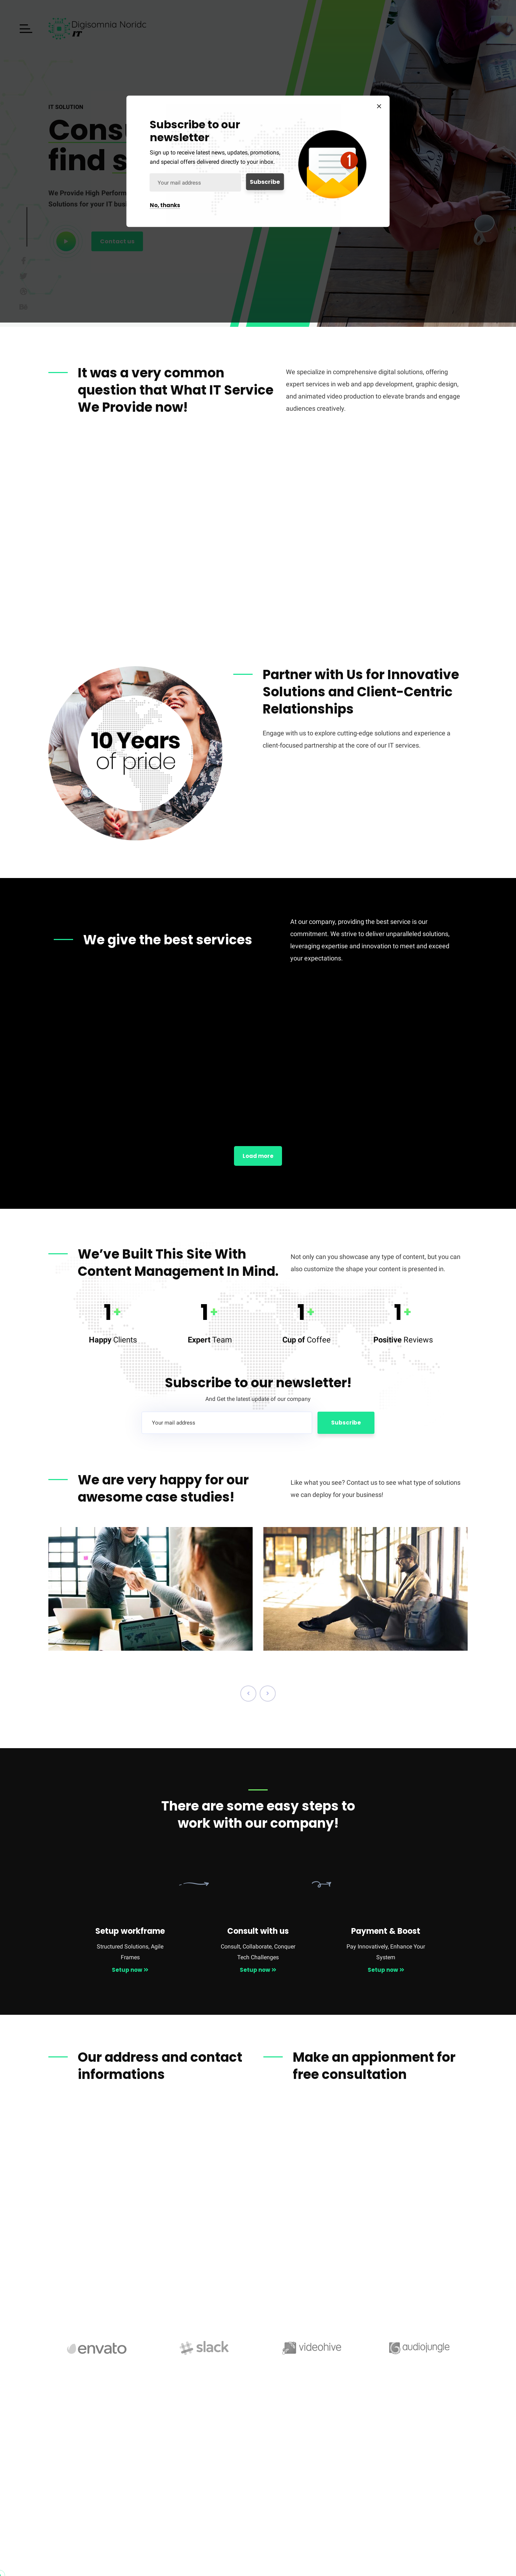 Digisomnia Noridc
IT
IT SOLUTION
Consu
find s
We Provide High Perform
Solutions for your IT busi
Contact us
Subscribe to our
newsletter
Sign up to receive latest news, updates, promotions,
and special offers delivered directly to your inbox.
Your mail address
Subscribe
No, thanks
1
It was a very common
question that What IT Service
We Provide now!
We specialize in comprehensive digital solutions, offering
expert services in web and app development, graphic design,
and animated video production to elevate brands and engage
audiences creatively.
10 Years
of pride
Partner with Us for Innovative
Solutions and Client-Centric
Relationships
Engage with us to explore cutting-edge solutions and experience a
client-focused partnership at the core of our IT services.
We give the best services
At our company, providing the best service is our
commitment. We strive to deliver unparalleled solutions,
leveraging expertise and innovation to meet and exceed
your expectations.
Load more
We've Built This Site With
Content Management In Mind.
Not only can you showcase any type of content, but you can
also customize the shape your content is presented in.
1+ 1+ 1+ 1+
Happy Clients Expert Team Cup of Coffee Positive Reviews
Subscribe to our newsletter!
And Get the latest update of our company
Your mail address
Subscribe
We are very happy for our
awesome case studies!
Like what you see? Contact us to see what type of solutions
we can deploy for your business!
There are some easy steps to
work with our company!
Setup workframe
Structured Solutions, Agile
Frames
Setup now »
Consult with us
Consult, Collaborate, Conquer
Tech Challenges
Setup now »
Payment & Boost
Pay Innovatively, Enhance Your
System
Setup now »
Our address and contact
informations
Make an appionment for
free consultation
envato slack videohive audiojungle